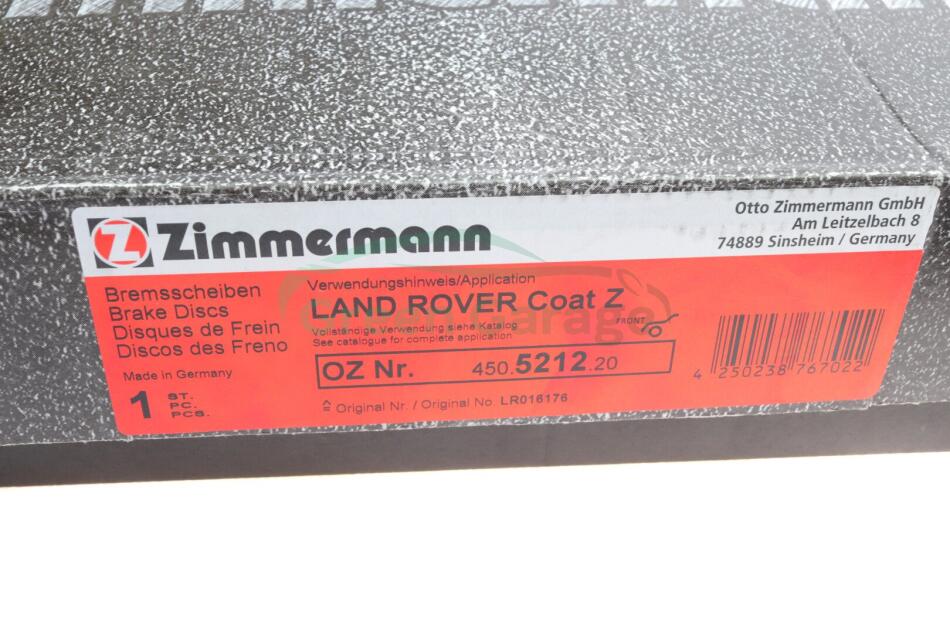 Zimmermann
Otto Zimmermann GmbH
Am Leitzelbach 8
74889 Sinsheim / Germany
Bremsscheiben
Brake Discs
Disques de Frein
Discos des Freno
Made in Germany
1 ST.
PC.
PCS.
Verwendungshinweis/Application
LAND ROVER Coat Z
Vollständige Verwendung siehe Katalog
See catalogue for complete application
FRONT
OZ Nr. 450.5212.20
≙ Original Nr. / Original No. LR016176
4 250238 767022